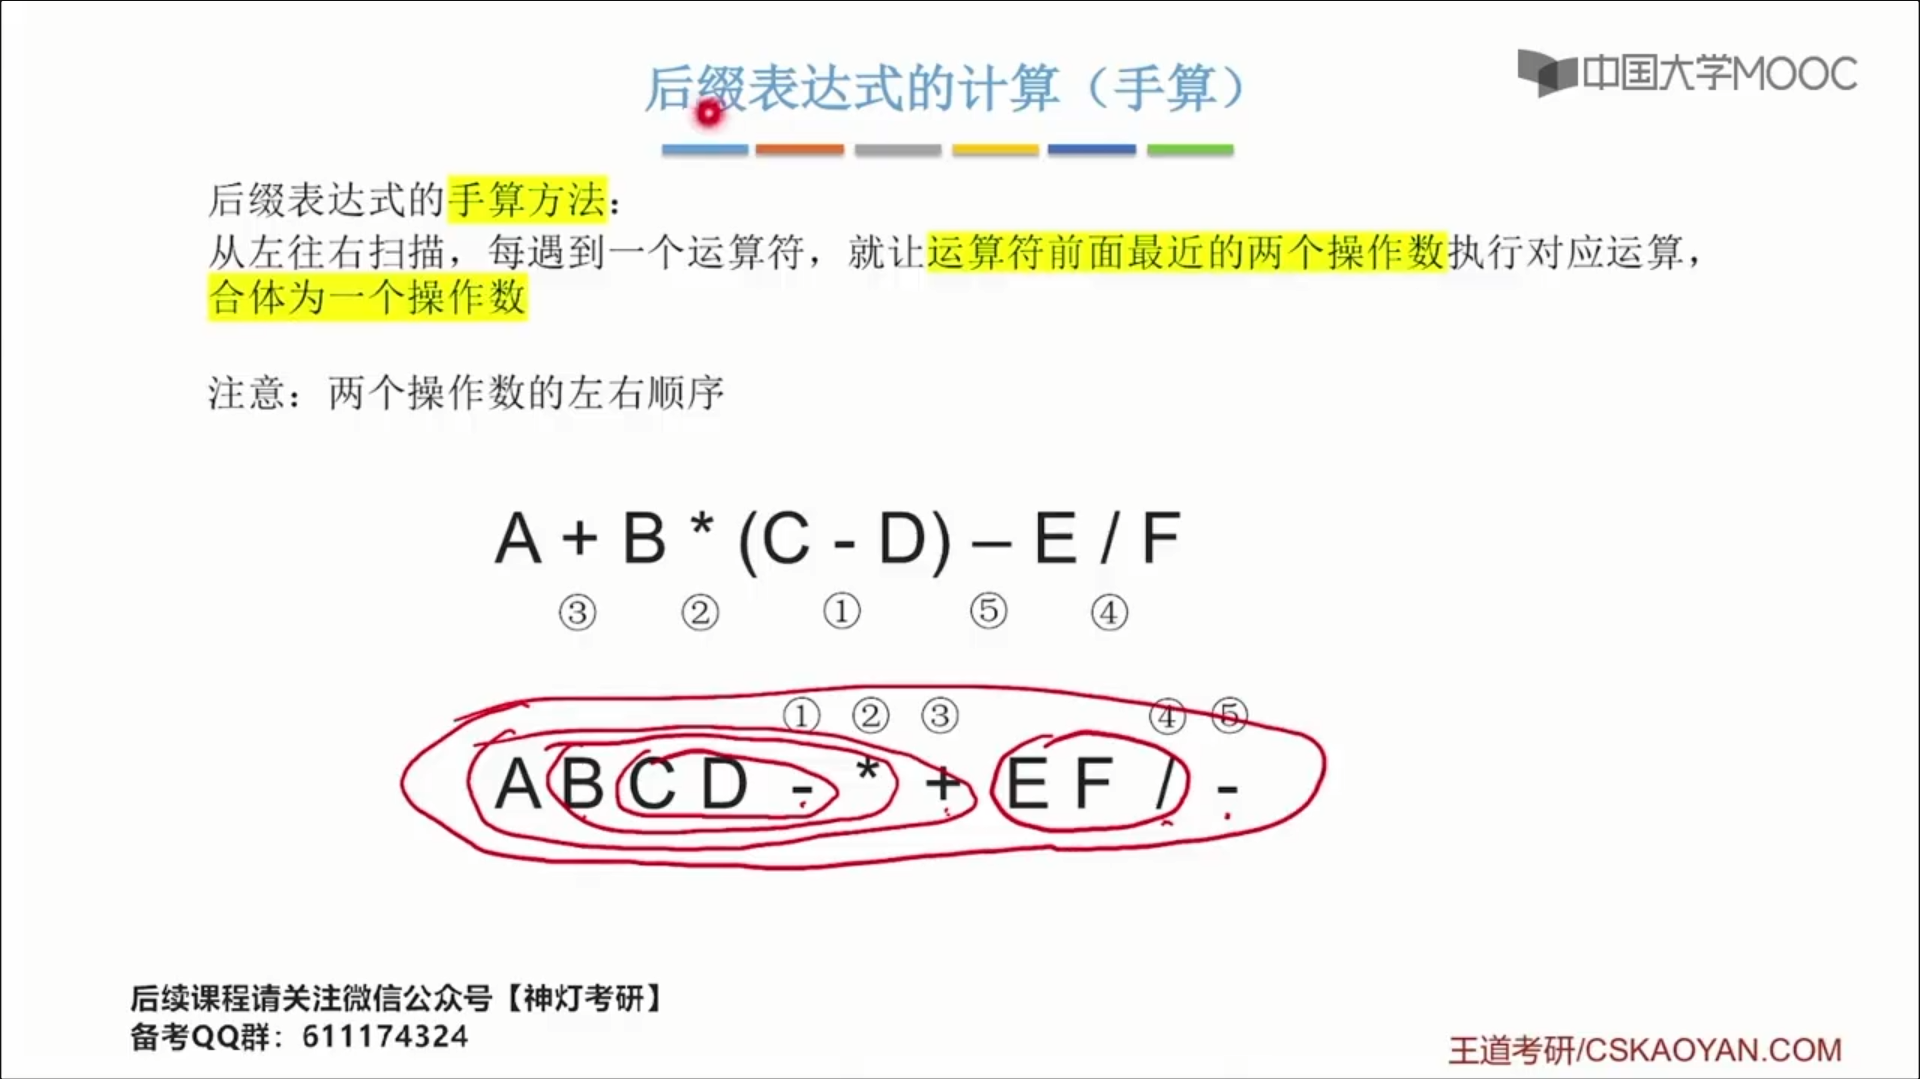 后缀表达式的计算（手算）
中国大学MOOC
后缀表达式的手算方法：
从左往右扫描，每遇到一个运算符，就让运算符前面最近的两个操作数执行对应运算，
合体为一个操作数
注意：两个操作数的左右顺序
A + B * (C - D) – E / F
③ ② ① ⑤ ④
① ② ③ ④ ⑤
A B C D - * + E F / -
后续课程请关注微信公众号【神灯考研】
备考QQ群：611174324
王道考研/CSKAOYAN.COM